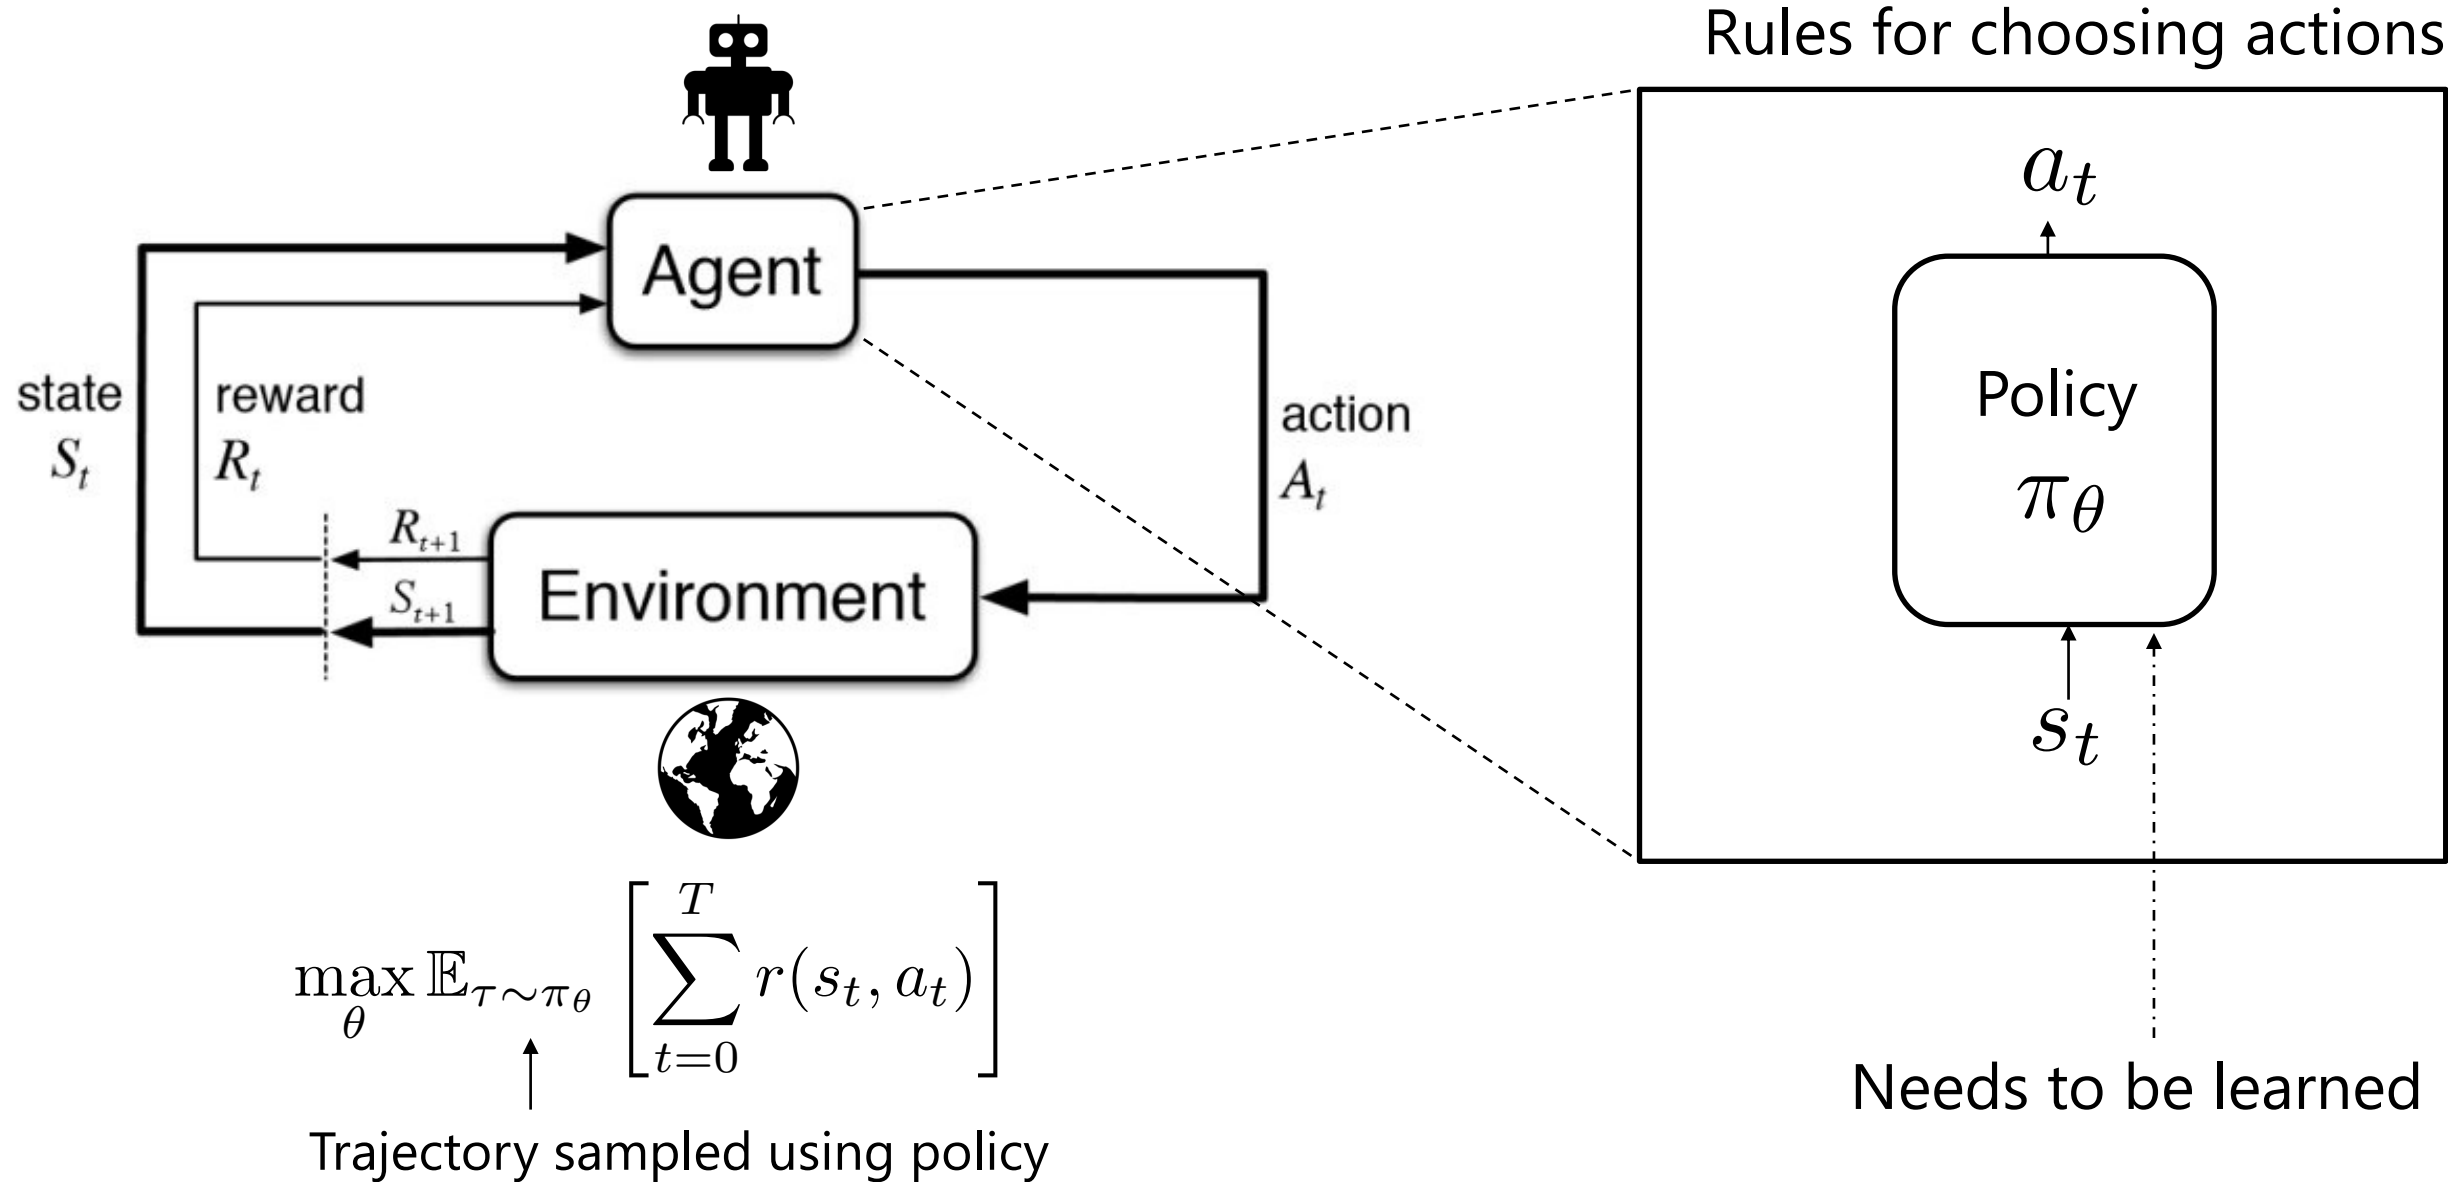 Rules for choosing actions
Agent
state
S_t
reward
R_t
action
A_t
R_{t+1}
S_{t+1}
Environment
a_t
Policy
π_θ
s_t
max_θ 𝔼_{τ∼π_θ} [∑_{t=0}^{T} r(s_t, a_t)]
Trajectory sampled using policy
Needs to be learned